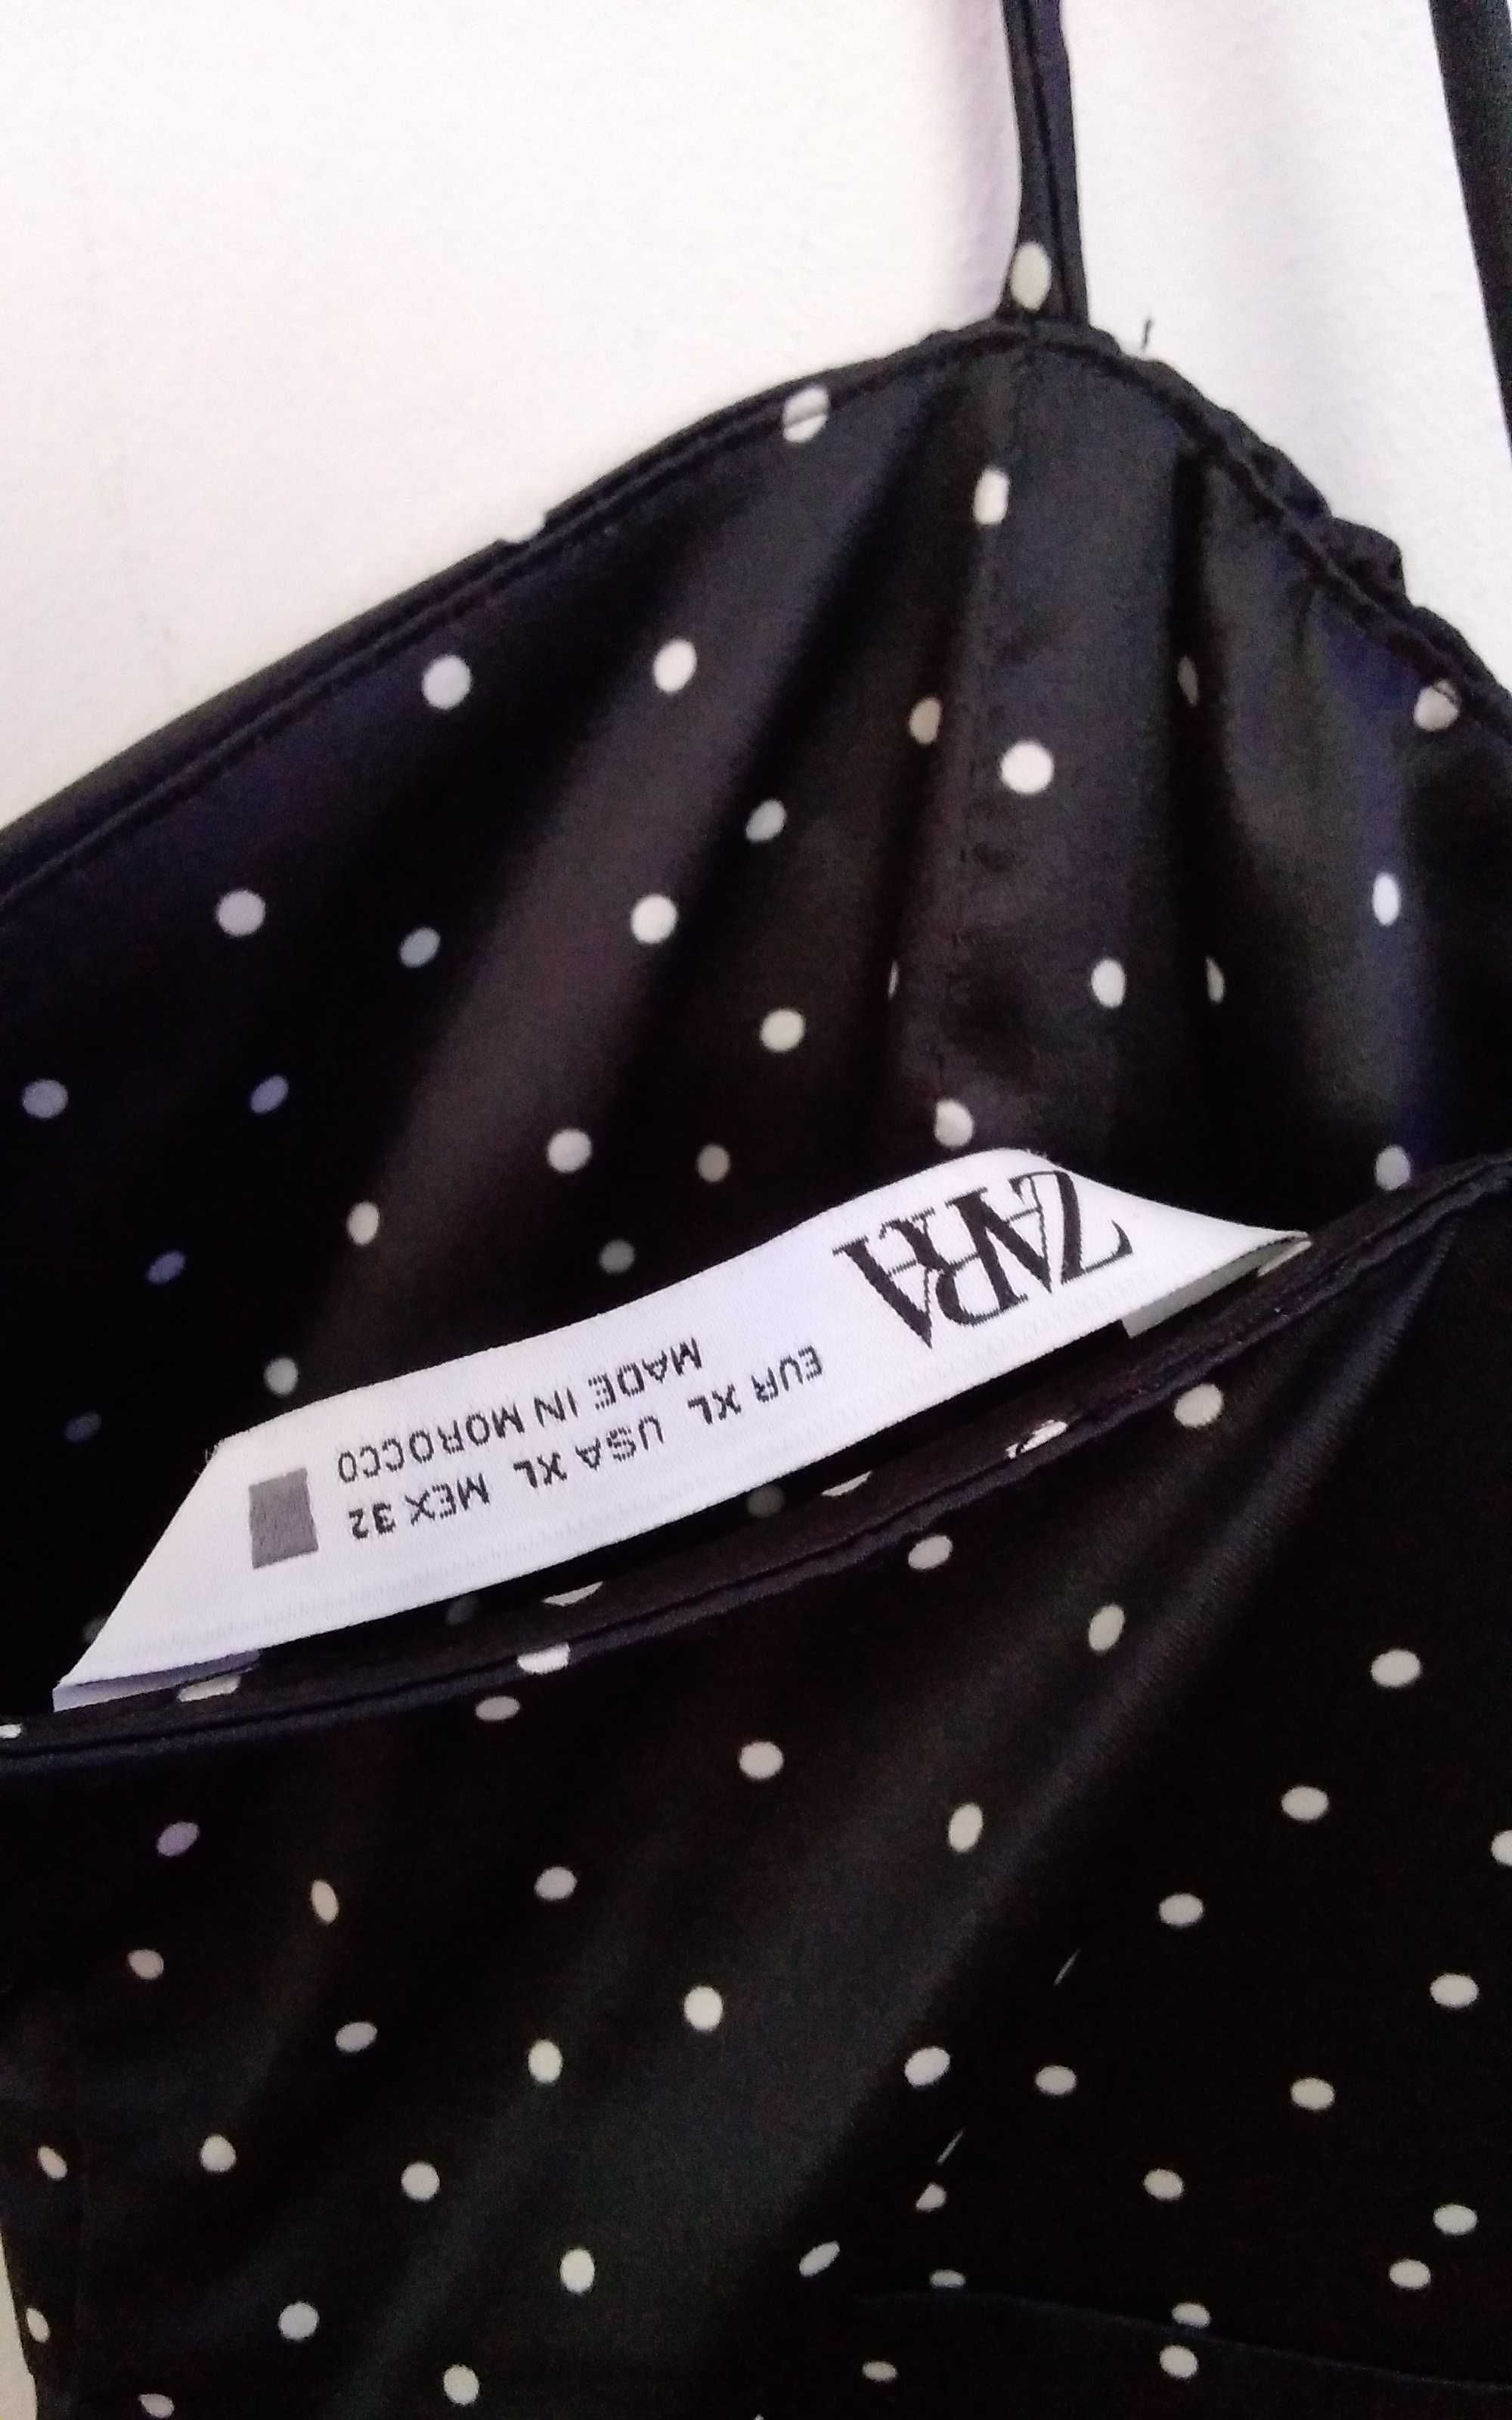 ZARA
EUR XL USA XL MEX 32
MADE IN MOROCCO